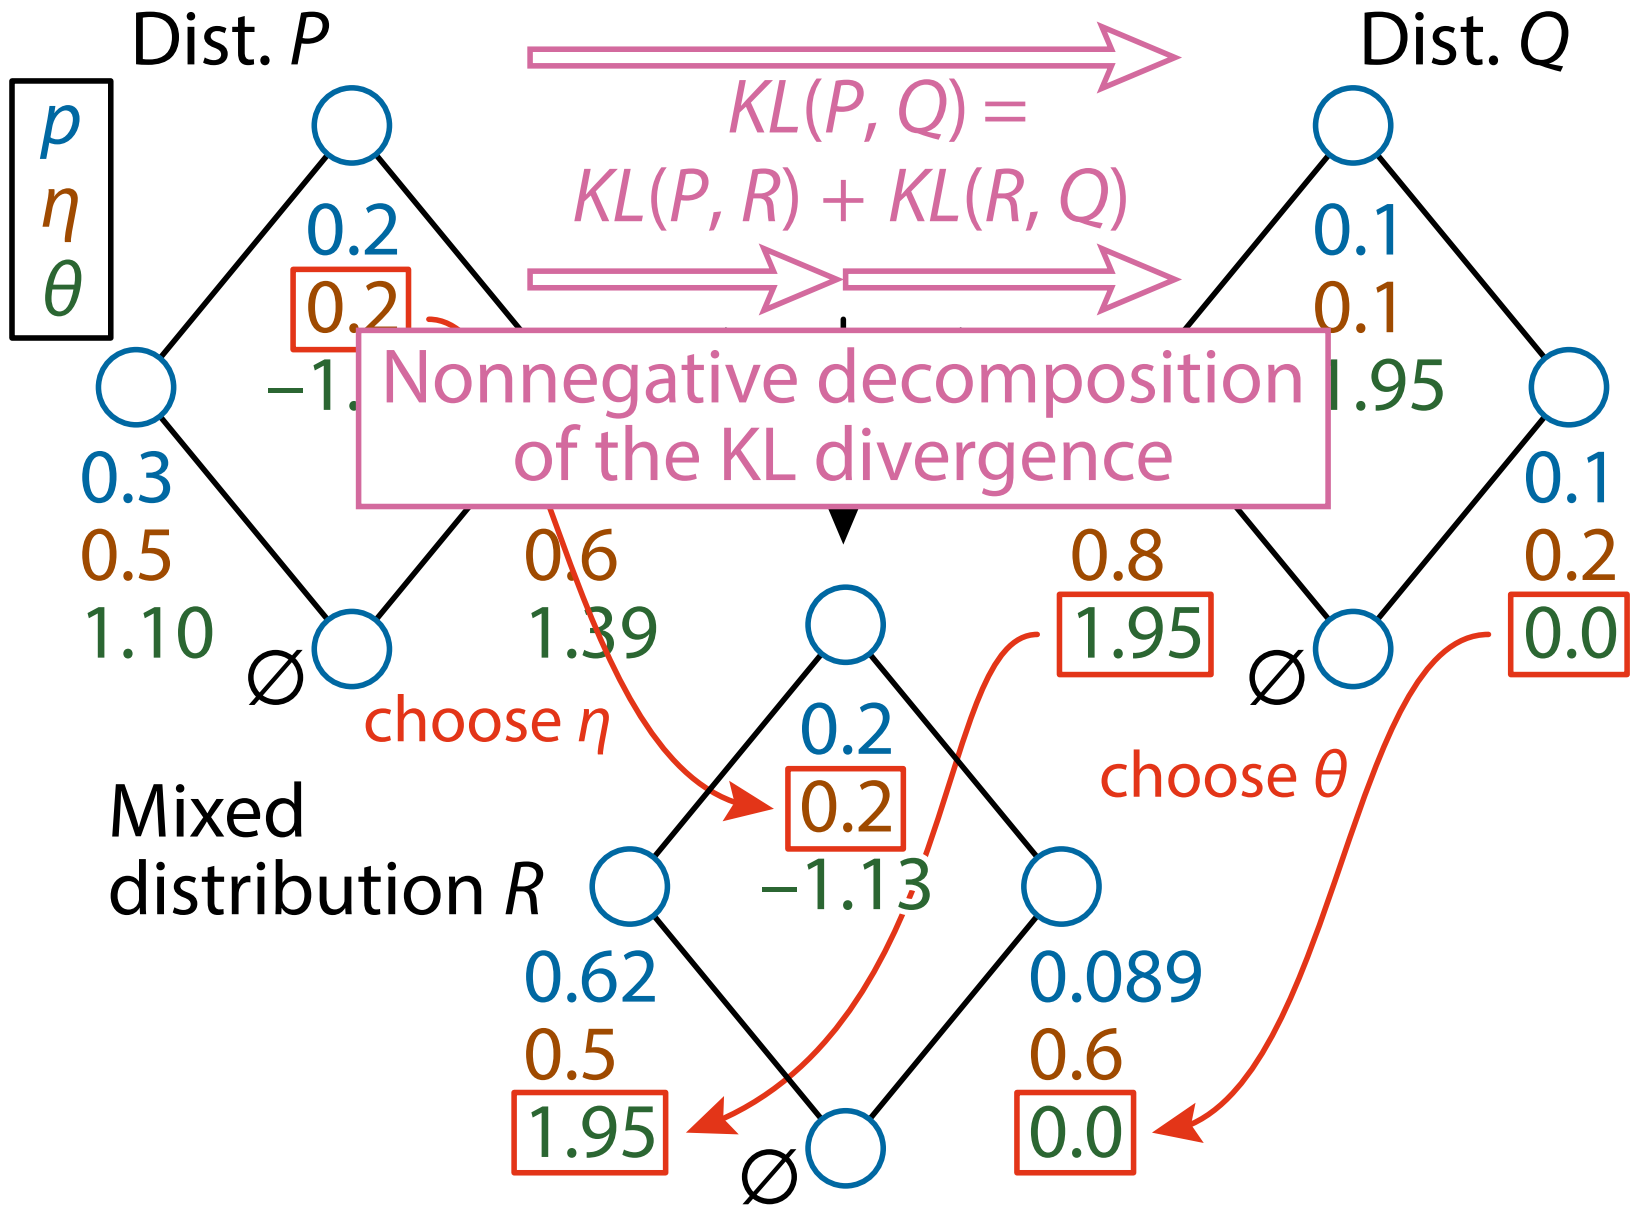 Dist. P
Dist. Q
p
η
θ
KL(P, Q) =
KL(P, R) + KL(R, Q)
0.2
0.2
–1.
0.1
0.1
1.95
Nonnegative decomposition
of the KL divergence
0.3
0.5
1.10
0.6
1.39
∅
0.8
1.95
0.1
0.2
0.0
∅
choose η
choose θ
Mixed
distribution R
0.2
0.2
–1.13
0.62
0.5
1.95
0.089
0.6
0.0
∅